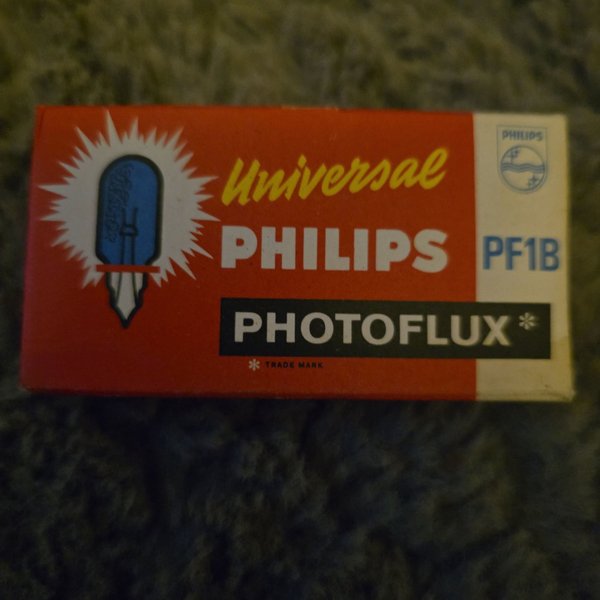 Universal
PHILIPS
PHOTOFLUX*
* TRADE MARK
PHILIPS
PF1B